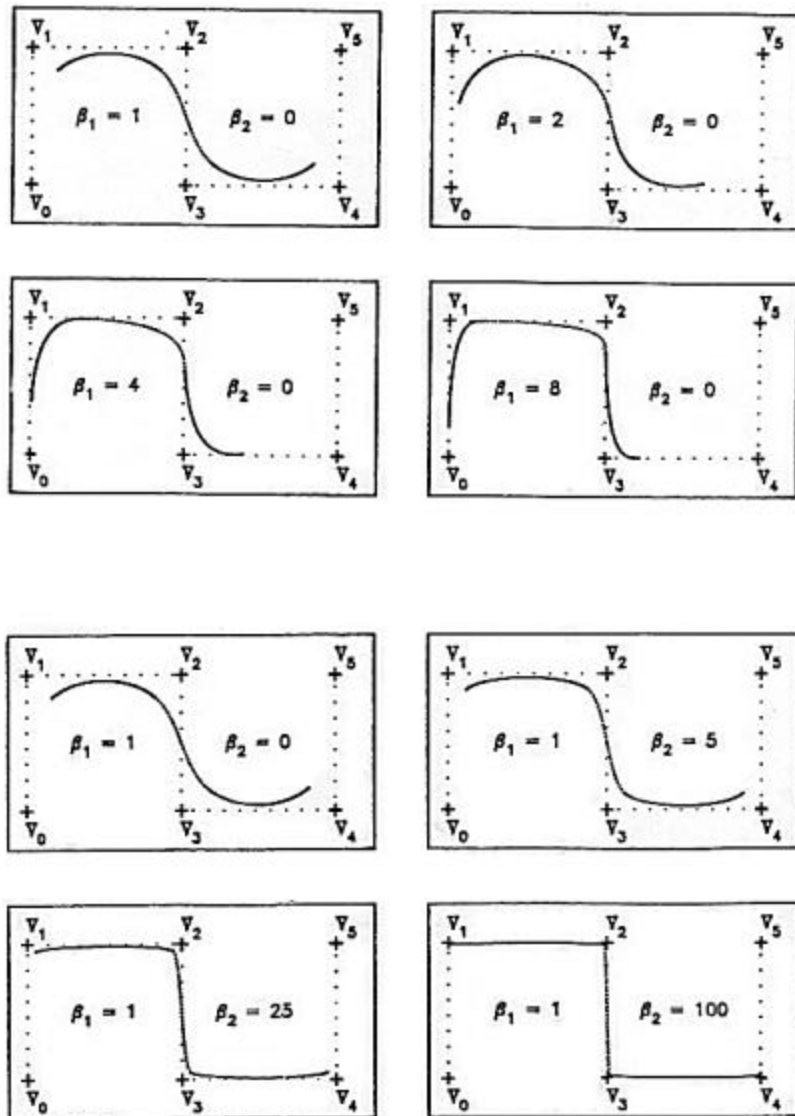 V₁ V₂ V₅ V₁ V₂ V₅
β₁ = 1 β₂ = 0 β₁ = 2 β₂ = 0
V₀ V₃ V₄ V₀ V₃ V₄
V₁ V₂ V₅ V₁ V₂ V₅
β₁ = 4 β₂ = 0 β₁ = 8 β₂ = 0
V₀ V₃ V₄ V₀ V₃ V₄
V₁ V₂ V₅ V₁ V₂ V₅
β₁ = 1 β₂ = 0 β₁ = 1 β₂ = 5
V₀ V₃ V₄ V₀ V₃ V₄
V₁ V₂ V₅ V₁ V₂ V₅
β₁ = 1 β₂ = 25 β₁ = 1 β₂ = 100
V₀ V₃ V₄ V₀ V₃ V₄